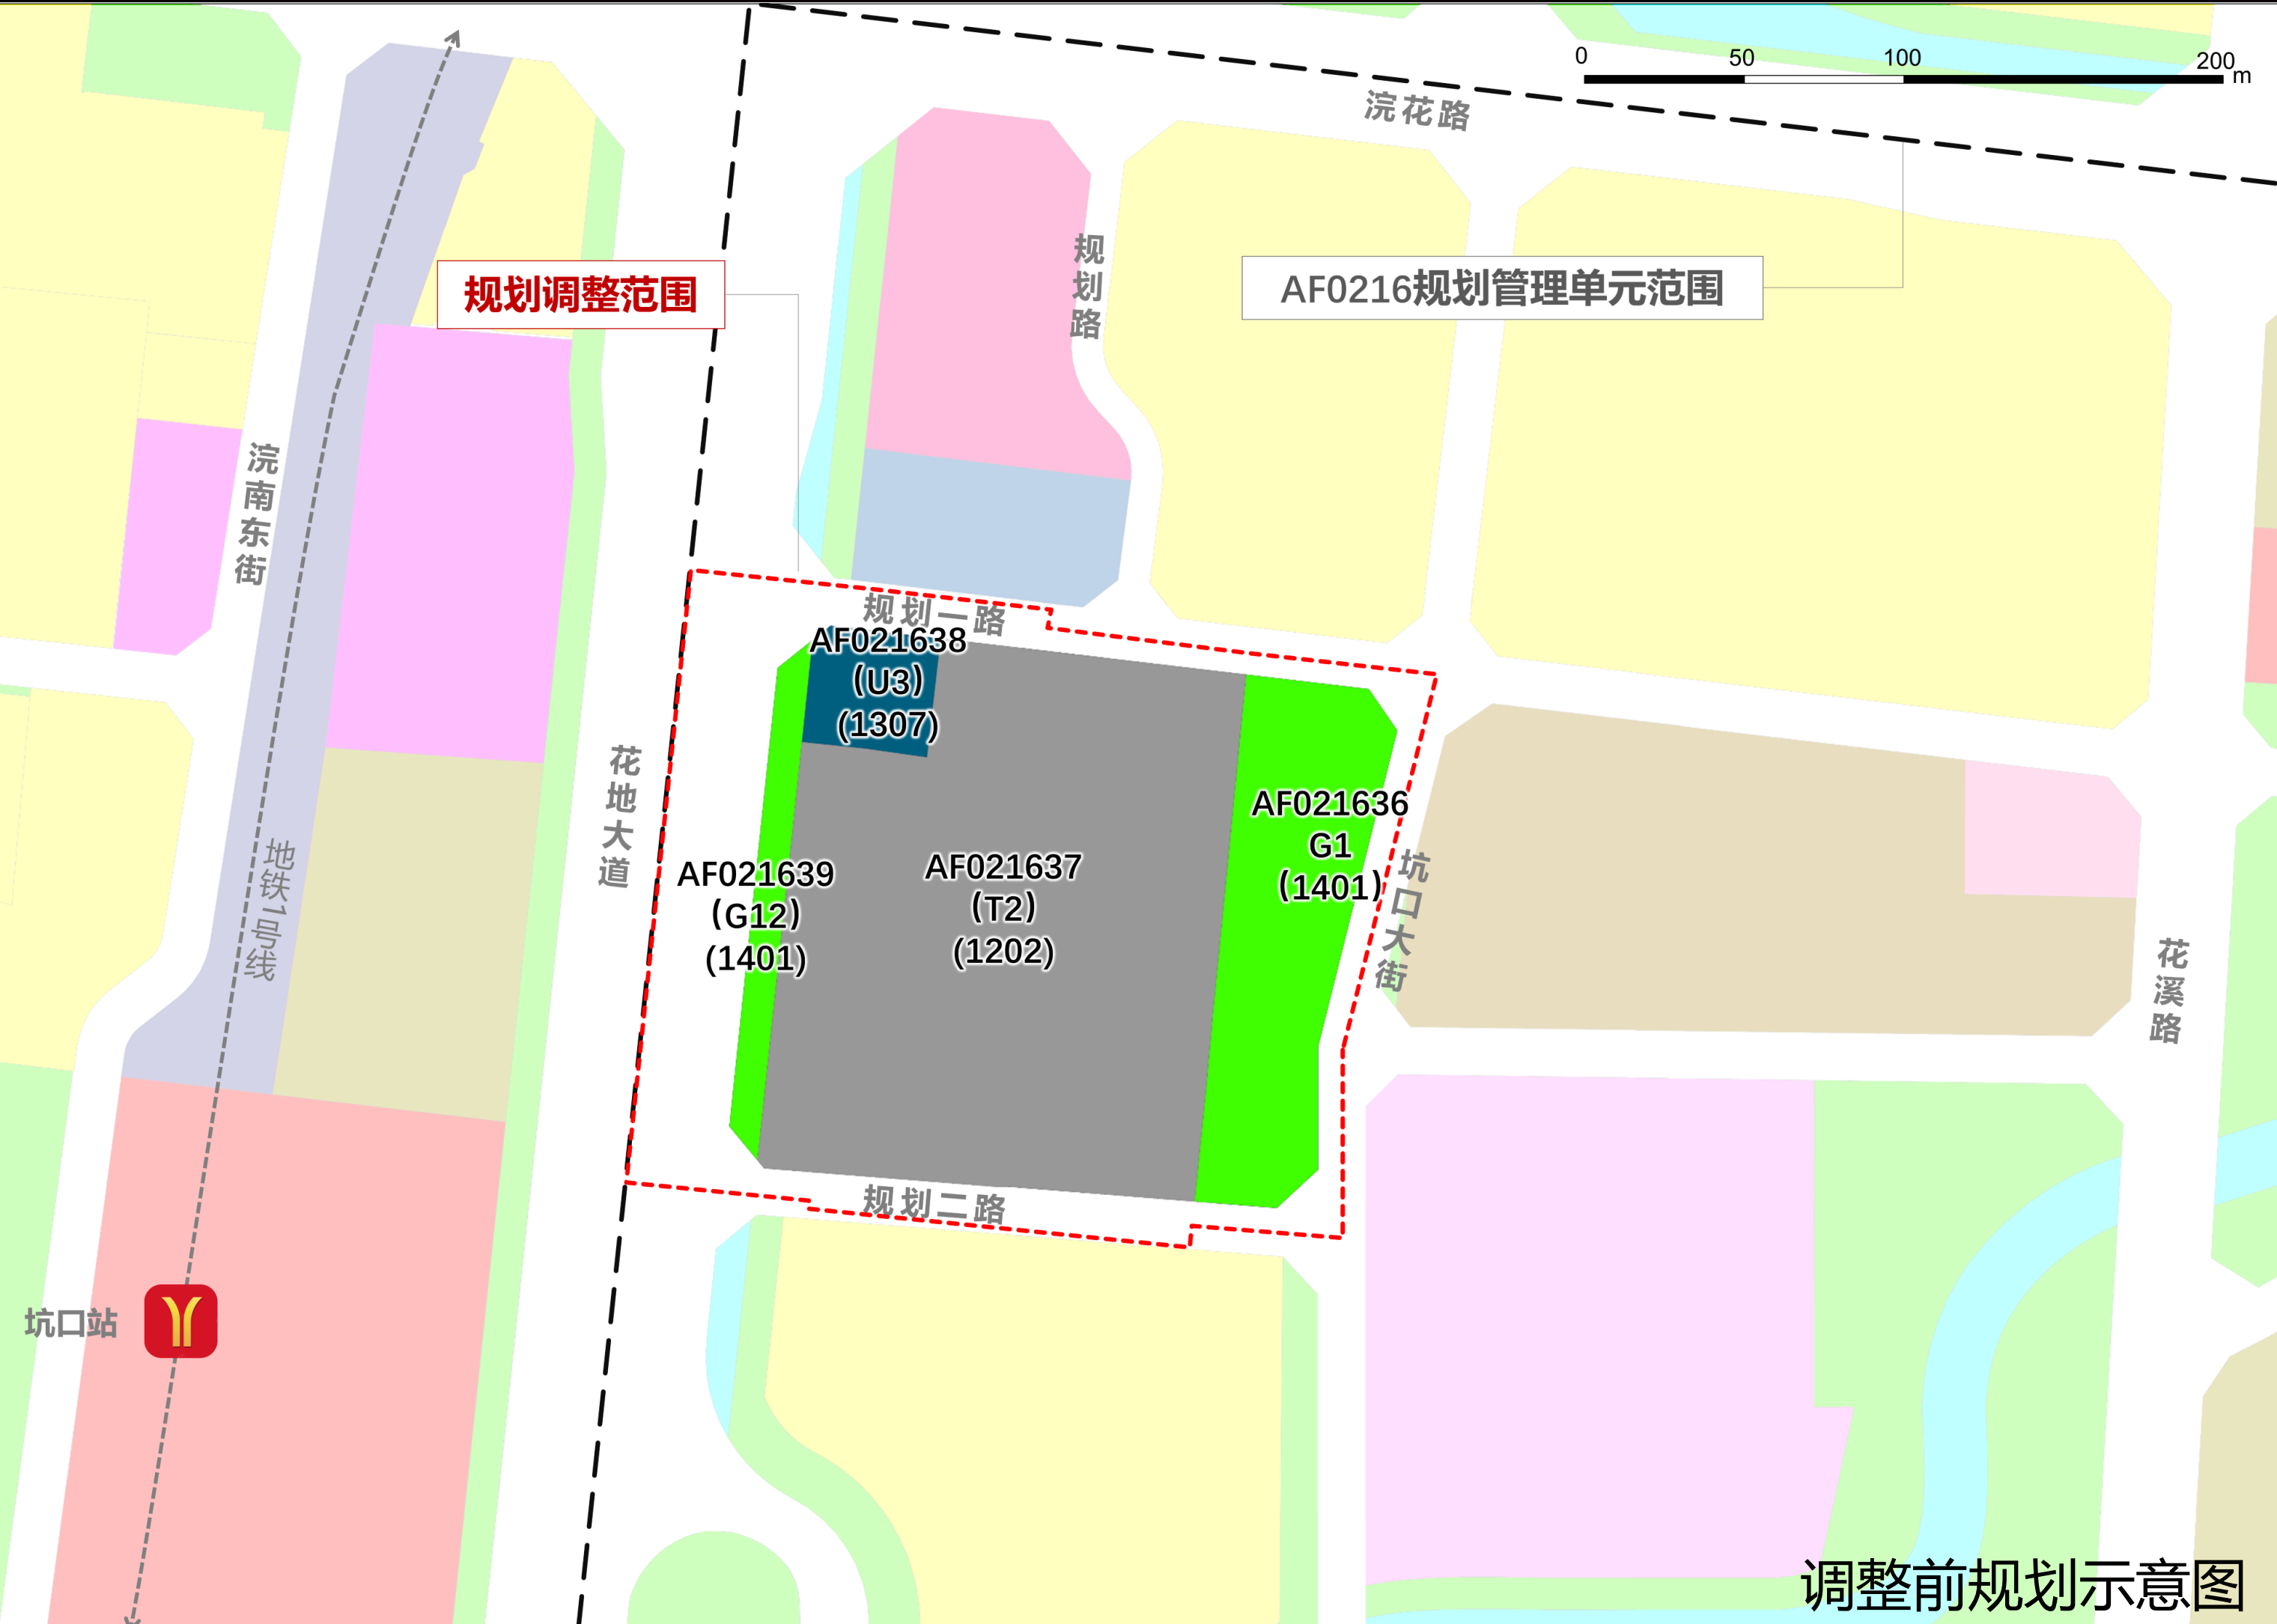 0 50 100 200 m
浣花路
规划路
规划调整范围
AF0216规划管理单元范围
浣南东街
规划一路
AF021638
(U3)
(1307)
花地大道
AF021636
G1
(1401)
地铁1号线
AF021639
(G12)
(1401)
AF021637
(T2)
(1202)
坑口大街
花溪路
规划二路
坑口站
调整前规划示意图